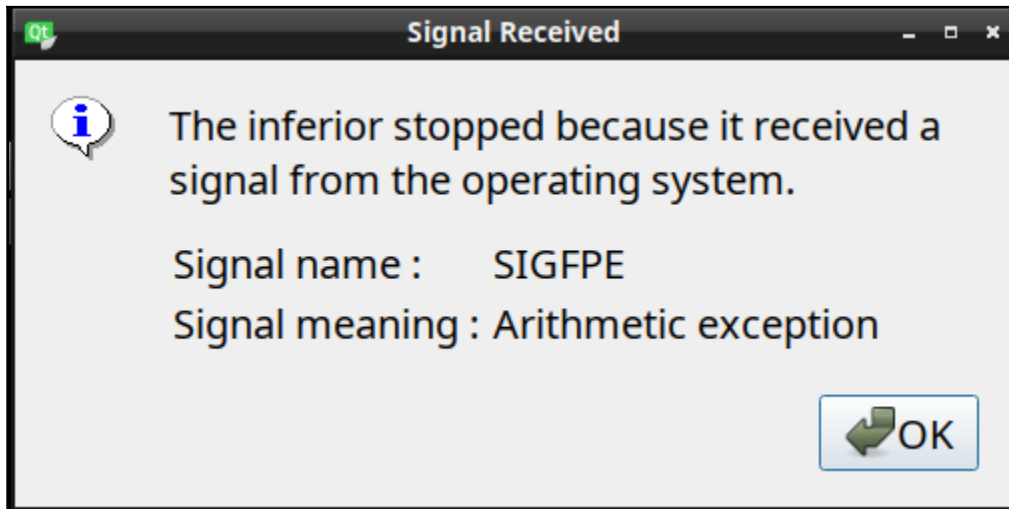 Qt
Signal Received
The inferior stopped because it received a
signal from the operating system.
Signal name : SIGFPE
Signal meaning : Arithmetic exception
OK